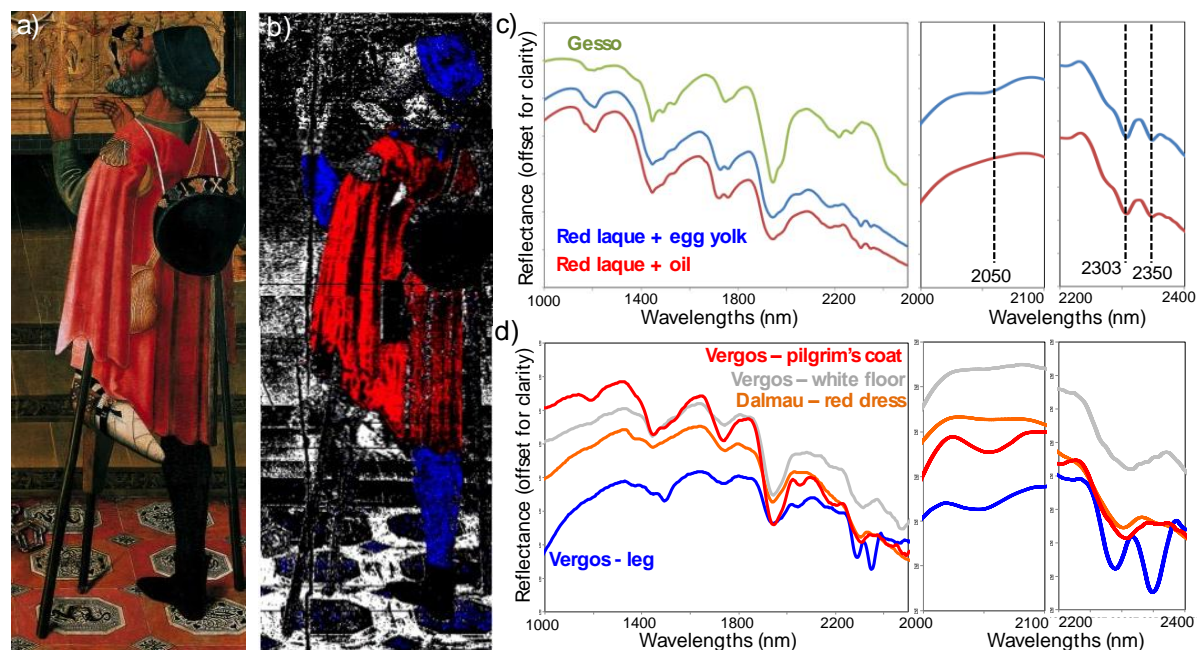 a)
b)
c)
Reflectance (offset for clarity)
Gesso
Red laque + egg yolk
Red laque + oil
1000 1400 1800 2200
Wavelengths (nm)
2050
2000 2100
Wavelengths (nm)
2303 2350
2200 2400
Wavelengths (nm)
d)
Reflectance (offset for clarity)
Vergos – pilgrim's coat
Vergos – white floor
Dalmau – red dress
Vergos - leg
1000 1400 1800 2200
Wavelengths (nm)
2100
Wavelengths (nm)
2200 2400
Wavelengths (nm)